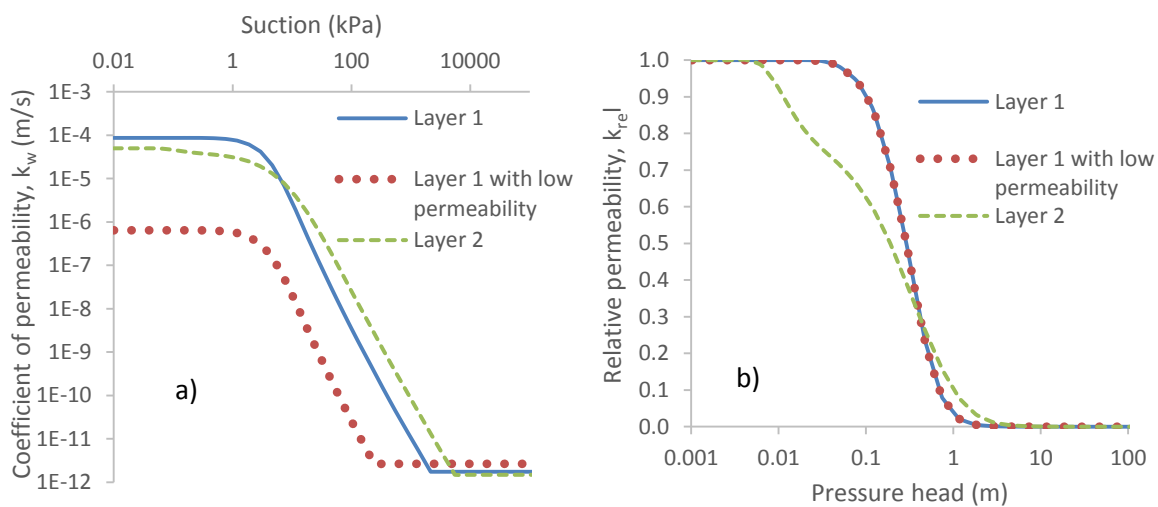 Suction (kPa)
0.01 1 100 10000
Coefficient of permeability, k_w (m/s)
1E-3
1E-4
1E-5
1E-6
1E-7
1E-8
1E-9
1E-10
1E-11
1E-12
Layer 1
Layer 1 with low
permeability
Layer 2
a)
Relative permeability, k_rel
1.0
0.9
0.8
0.7
0.6
0.5
0.4
0.3
0.2
0.1
0.0
Layer 1
Layer 1 with low
permeability
Layer 2
b)
0.001 0.01 0.1 1 10 100
Pressure head (m)